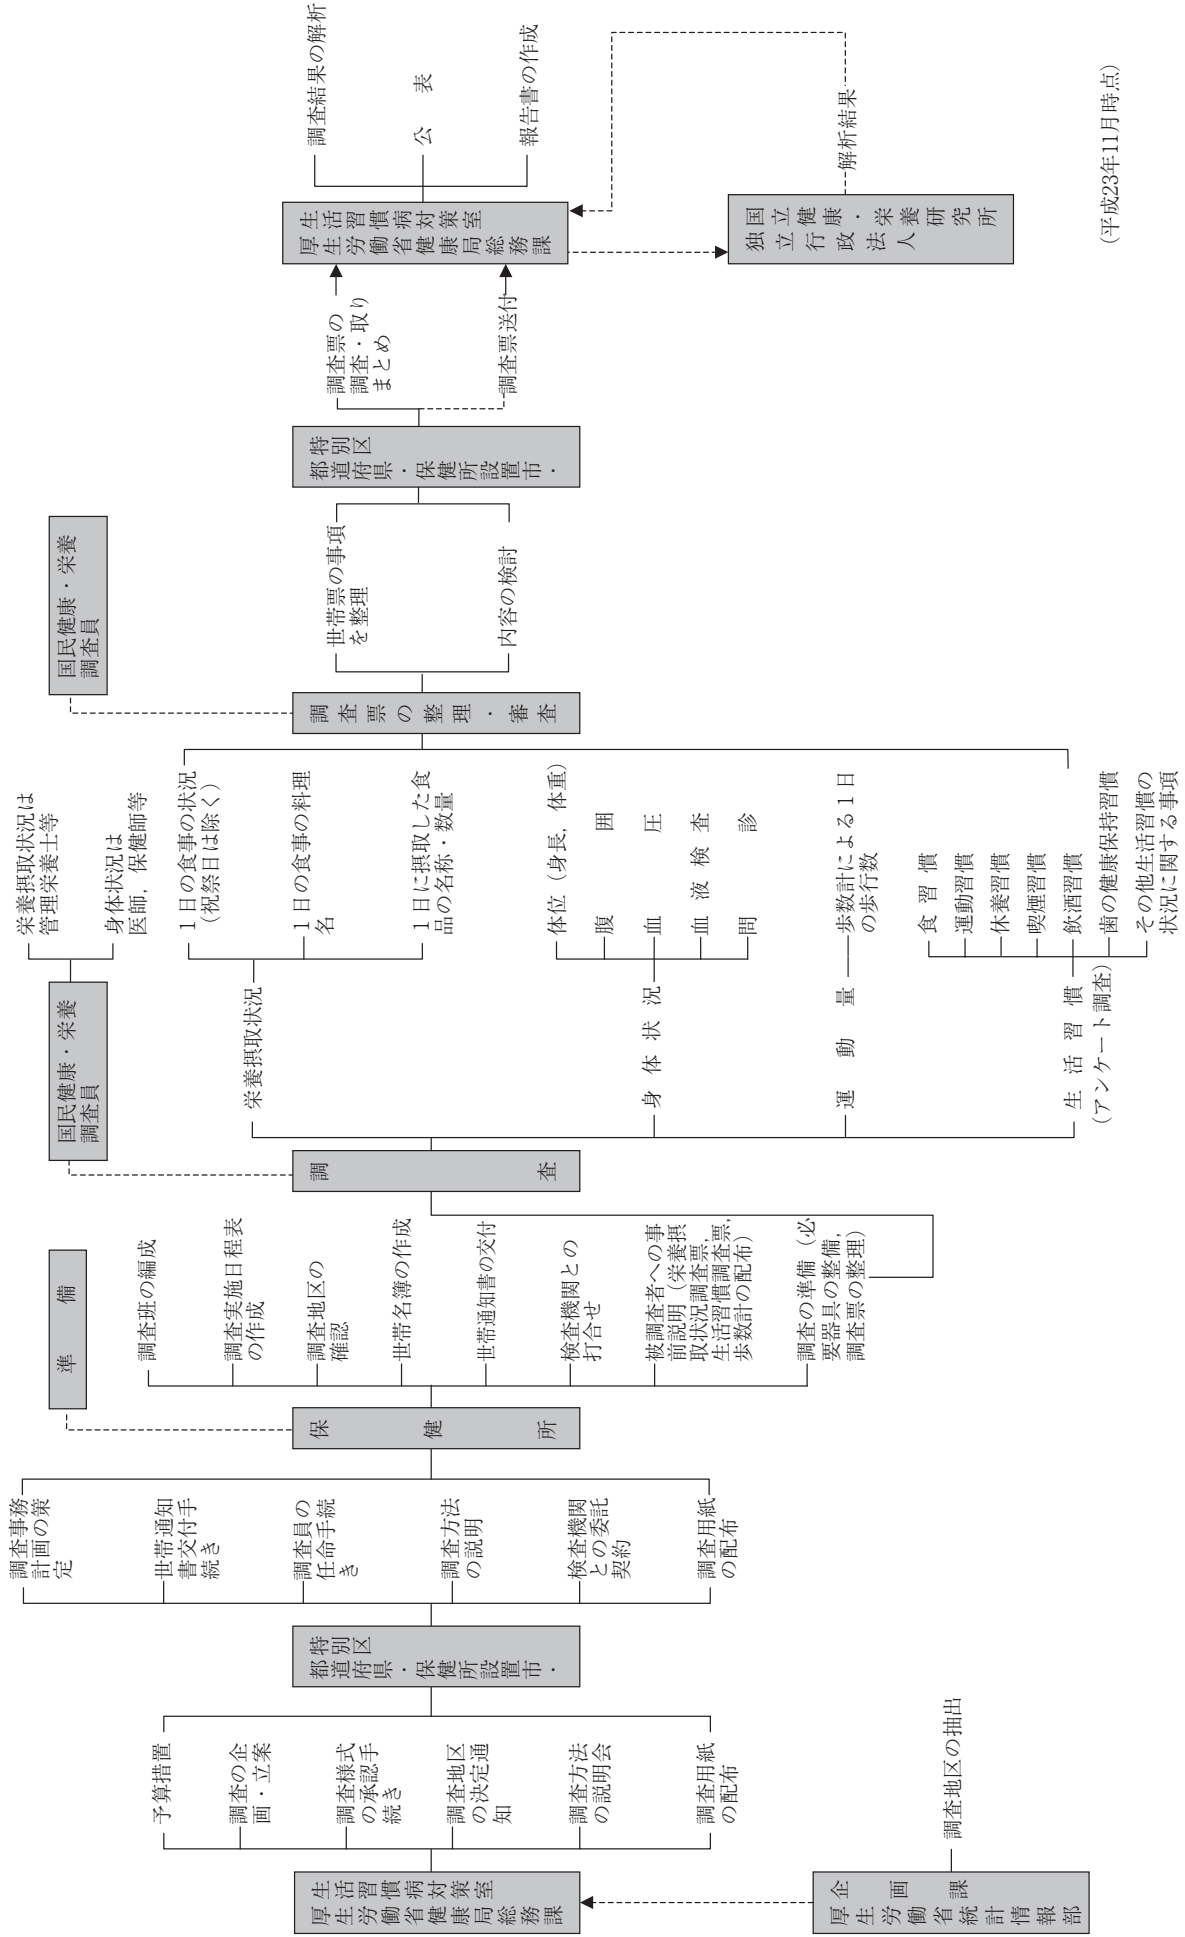 厚生労働省健康局総務課
生活習慣病対策室
厚生労働省統計情報部
企画課
調査地区の抽出
予算措置
調査の企
画・立案
調査様式
の承認手
続き
調査地区
の決定通
知
調査方法
の説明会
調査用紙
の配布
都道府県・保健所設置市・
特別区
調査事務
計画の策
定
世帯通知
書交付手
続き
調査員の
任命手続
き
調査方法
の説明
検査機関
との委託
契約
調査用紙
の配布
準備
保健所
調査班の編成
調査実施日程表
の作成
調査地区の
確認
世帯名簿の作成
世帯通知書の交付
検査機関との
打合せ
被調査者への事
前説明（栄養摂
取状況調査票，
生活習慣調査票，
歩数計の配布）
調査の準備（必
要器具の整備，
調査票の整理）
国民健康・栄養
調査員
栄養摂取状況は
管理栄養士等
身体状況は
医師，保健師等
調査
栄養摂取状況
1日の食事の状況
（祝祭日は除く）
1日の食事の料理
名
1日に摂取した食
品の名称・数量
身体状況
体位（身長，体重）
腹囲
血圧
血液検査
問診
運動量
歩数計による1日
の歩行数
生活習慣
（アンケート調査）
食習慣
運動習慣
休養習慣
喫煙習慣
飲酒習慣
歯の健康保持習慣
その他生活習慣の
状況に関する事項
国民健康・栄養
調査員
調査票の整理・審査
世帯票の事項
を整理
内容の検討
都道府県・保健所設置市・
特別区
調査票の
調査・取り
まとめ
調査票送付
厚生労働省健康局総務課
生活習慣病対策室
調査結果の解析
公表
報告書の作成
独立行政法人
国立健康・栄養研究所
解析結果
（平成23年11月時点）